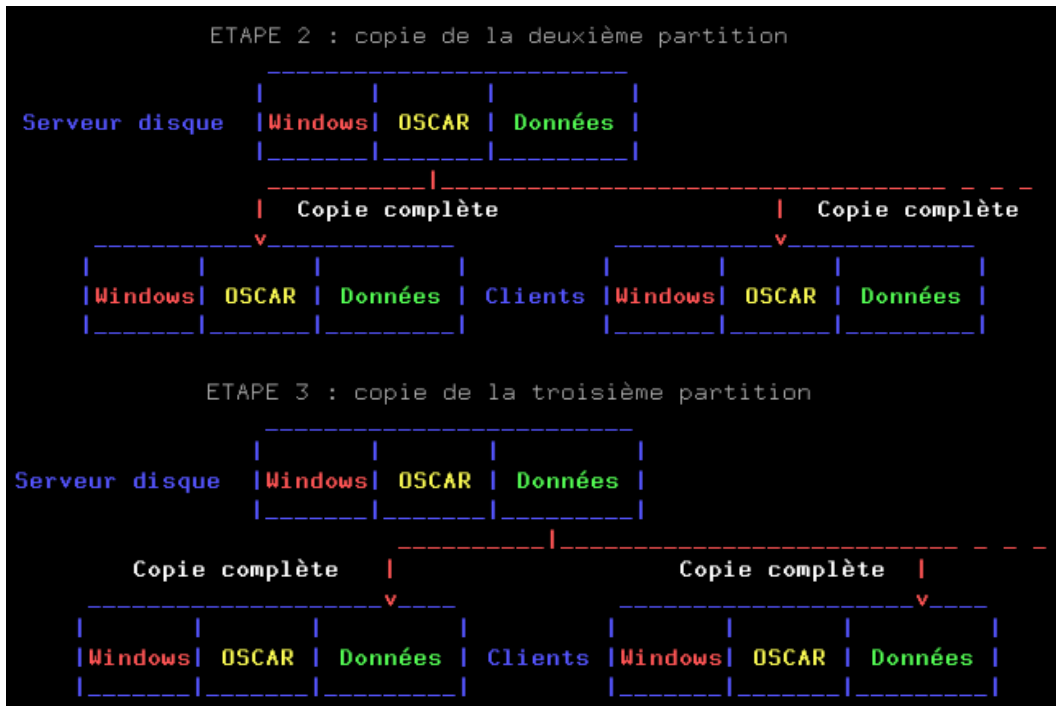 ETAPE 2 : copie de la deuxième partition
Serveur disque |Windows| OSCAR | Données |
| Copie complète | Copie complète
|Windows| OSCAR | Données | Clients |Windows| OSCAR | Données |
ETAPE 3 : copie de la troisième partition
Serveur disque |Windows| OSCAR | Données |
Copie complète | Copie complète |
|Windows| OSCAR | Données | Clients |Windows| OSCAR | Données |